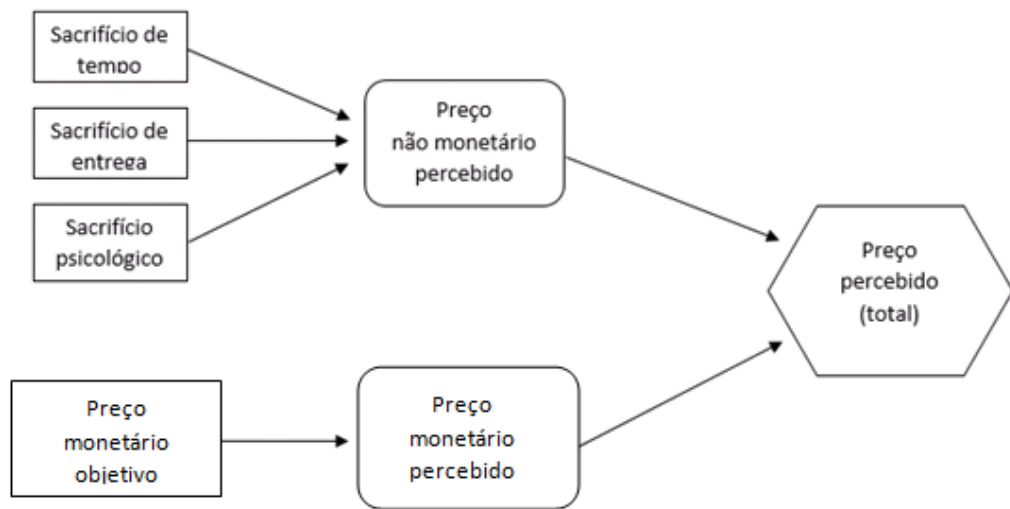 Sacrifício de
tempo
Sacrifício de
entrega
Sacrifício
psicológico
Preço
não monetário
percebido
Preço
percebido
(total)
Preço
monetário
objetivo
Preço
monetário
percebido